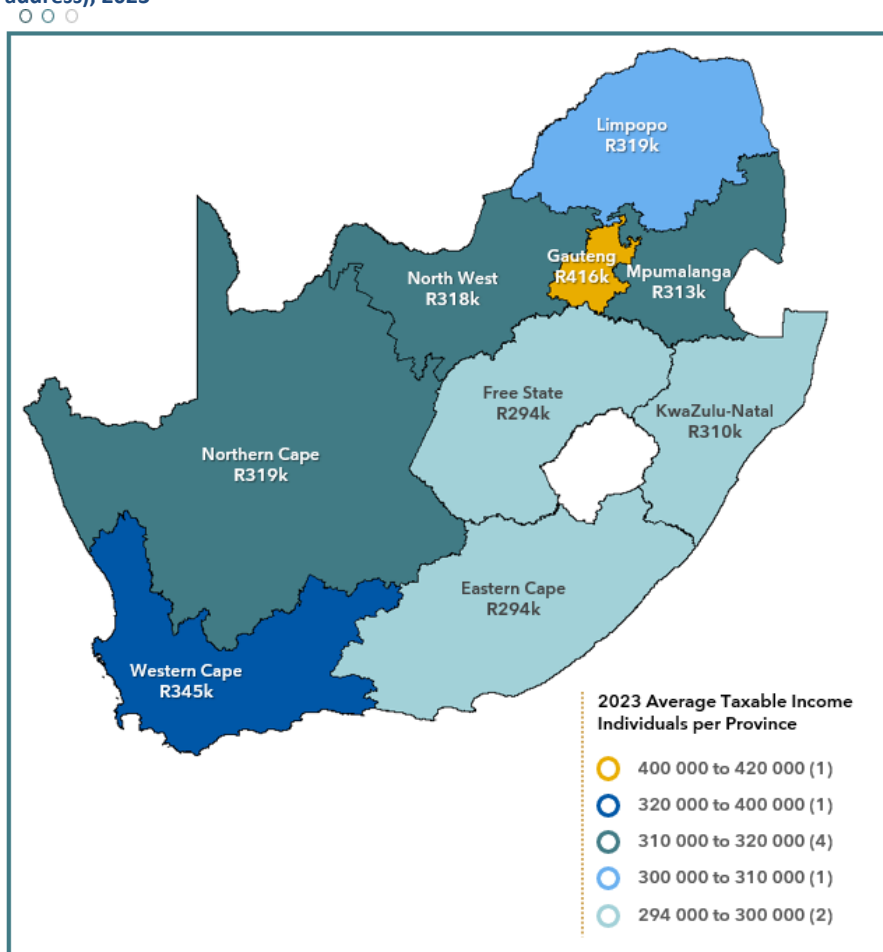 address), 2023
Limpopo
R319k
Gauteng
R416k
Mpumalanga
R313k
North West
R318k
Free State
R294k
KwaZulu-Natal
R310k
Northern Cape
R319k
Eastern Cape
R294k
Western Cape
R345k
2023 Average Taxable Income
Individuals per Province
400 000 to 420 000 (1)
320 000 to 400 000 (1)
310 000 to 320 000 (4)
300 000 to 310 000 (1)
294 000 to 300 000 (2)